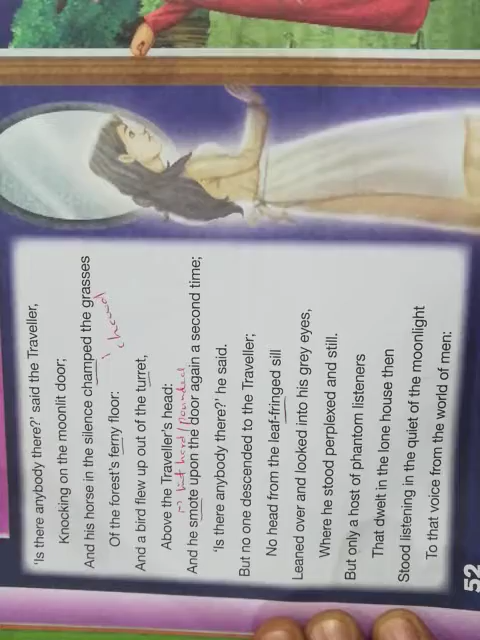 'Is there anybody there?' said the Traveller,
Knocking on the moonlit door;
And his horse in the silence champed the grasses
chewed
Of the forest's ferny floor:
And a bird flew up out of the turret,
Above the Traveller's head:
hit hard/pounded
And he smote upon the door again a second time;
'Is there anybody there?' he said.
But no one descended to the Traveller;
No head from the leaf-fringed sill
Leaned over and looked into his grey eyes,
Where he stood perplexed and still.
But only a host of phantom listeners
That dwelt in the lone house then
Stood listening in the quiet of the moonlight
To that voice from the world of men:
52